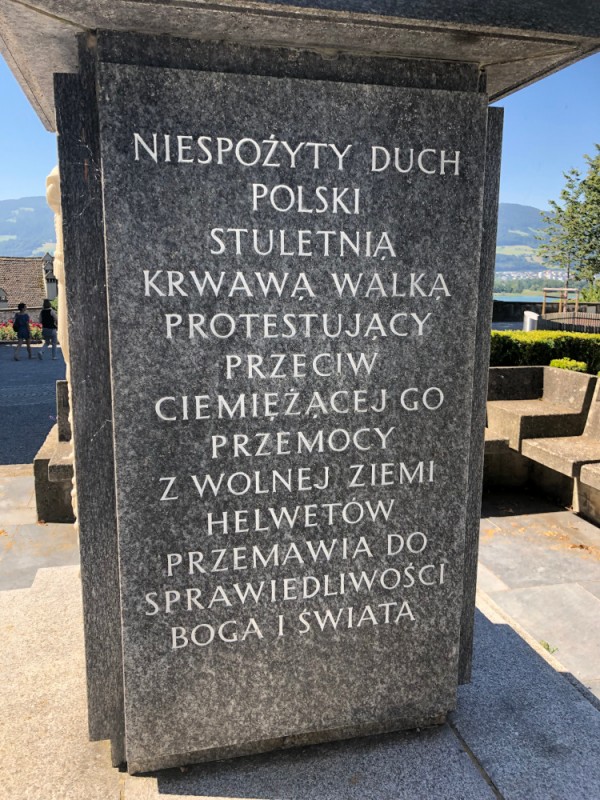 NIESPOŻYTY DUCH
POLSKI
STULETNIĄ
KRWAWĄ WALKĄ
PROTESTUJĄCY
PRZECIW
CIEMIĘŻĄCEJ GO
PRZEMOCY
Z WOLNEJ ZIEMI
HELWETÓW
PRZEMAWIA DO
SPRAWIEDLIWOŚCI
BOGA I ŚWIATA